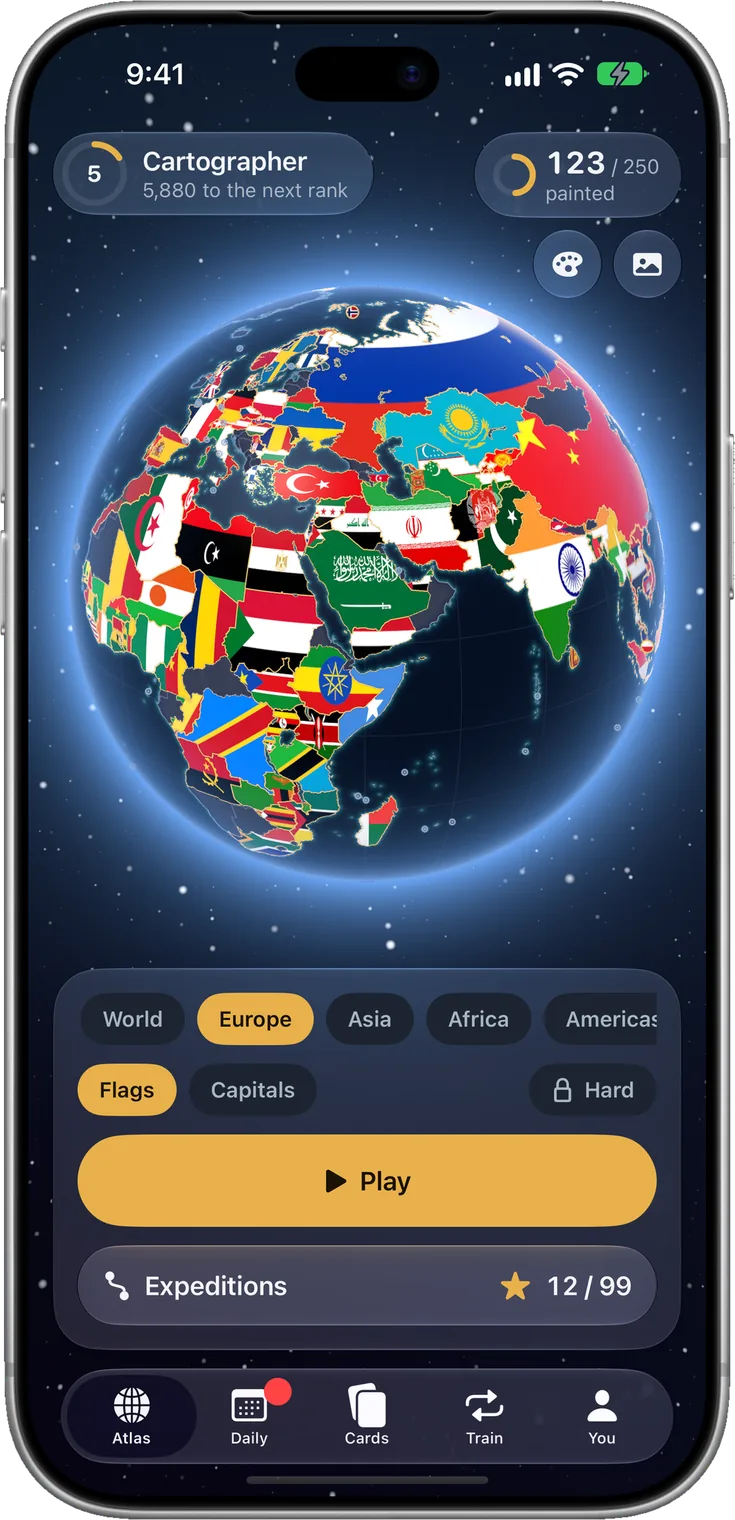 9:41
5
Cartographer
5,880 to the next rank
123 / 250
painted
World
Europe
Asia
Africa
Americas
Flags
Capitals
Hard
Play
Expeditions
12 / 99
Atlas
Daily
Cards
Train
You